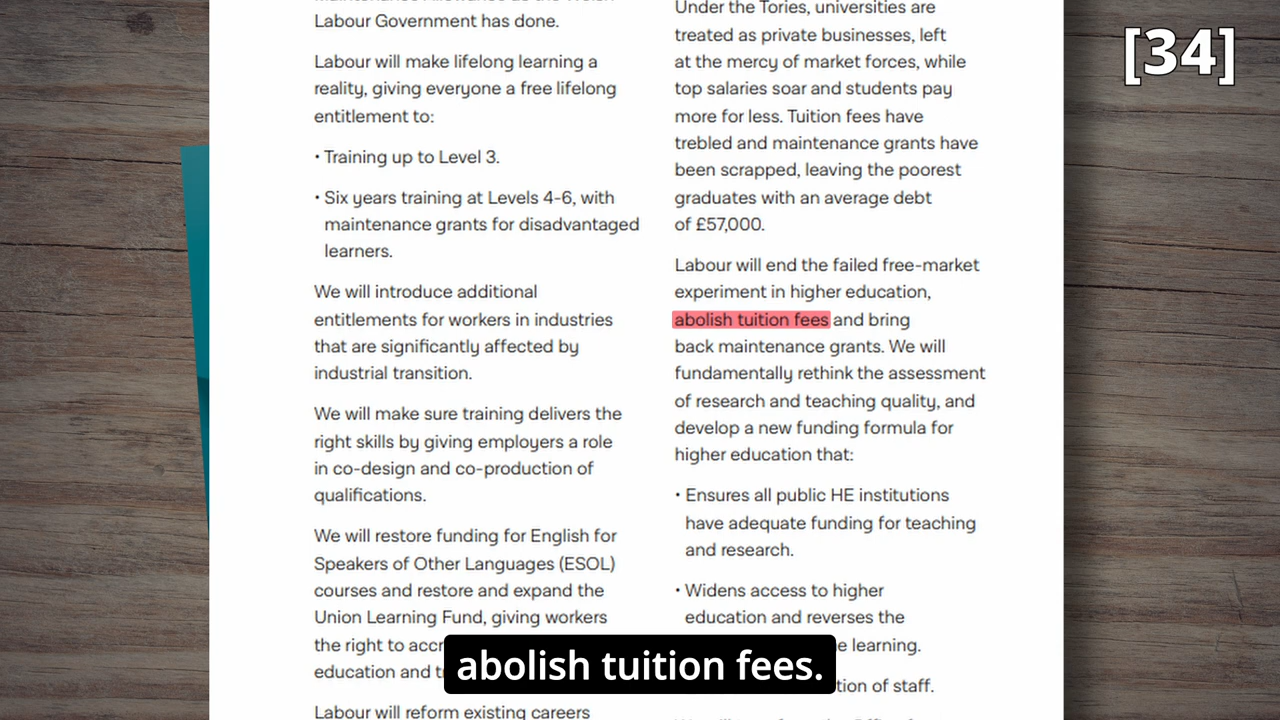 Labour Government has done.
Labour will make lifelong learning a
reality, giving everyone a free lifelong
entitlement to:
• Training up to Level 3.
• Six years training at Levels 4-6, with
maintenance grants for disadvantaged
learners.
We will introduce additional
entitlements for workers in industries
that are significantly affected by
industrial transition.
We will make sure training delivers the
right skills by giving employers a role
in co-design and co-production of
qualifications.
We will restore funding for English for
Speakers of Other Languages (ESOL)
courses and restore and expand the
Union Learning Fund, giving workers
the right to
education and
Labour will reform existing careers
Under the Tories, universities are
treated as private businesses, left
at the mercy of market forces, while
top salaries soar and students pay
more for less. Tuition fees have
trebled and maintenance grants have
been scrapped, leaving the poorest
graduates with an average debt
of £57,000.
Labour will end the failed free-market
experiment in higher education,
abolish tuition fees and bring
back maintenance grants. We will
fundamentally rethink the assessment
of research and teaching quality, and
develop a new funding formula for
higher education that:
• Ensures all public HE institutions
have adequate funding for teaching
and research.
• Widens access to higher
education and reverses the
learning.
of staff.
[34]
abolish tuition fees.